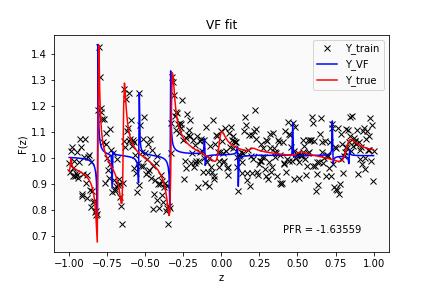 VF fit
1.4
1.3
1.2
1.1
1.0
0.9
0.8
0.7
F(z)
Y_train
Y_VF
Y_true
PFR = -1.63559
−1.00 −0.75 −0.50 −0.25 0.00 0.25 0.50 0.75 1.00
z